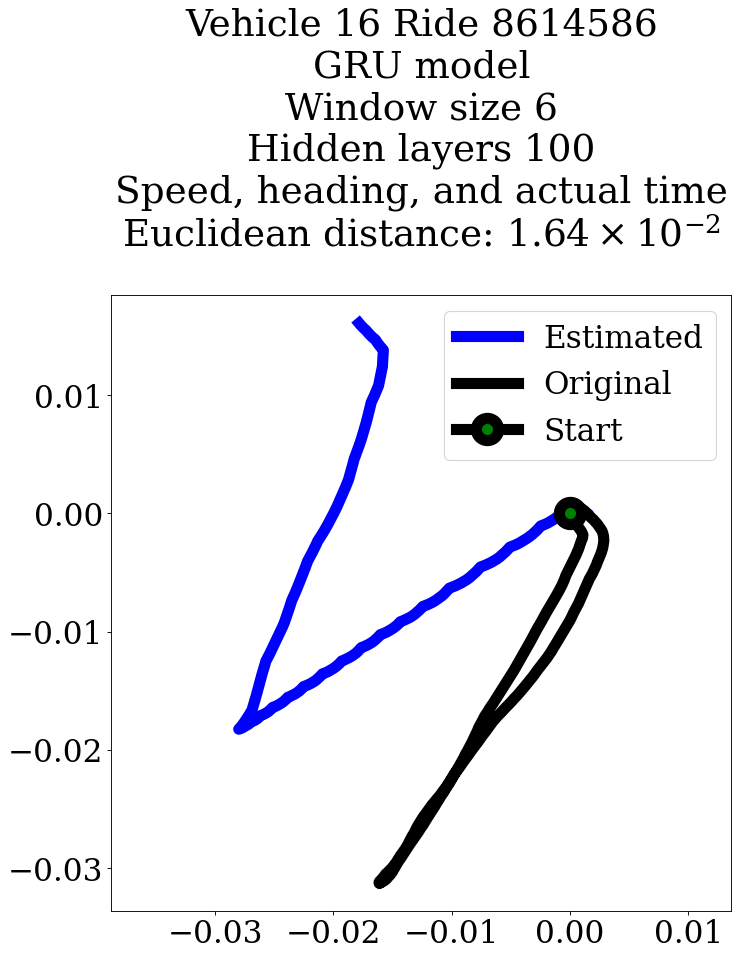 Vehicle 16 Ride 8614586
GRU model
Window size 6
Hidden layers 100
Speed, heading, and actual time
Euclidean distance: 1.64 × 10⁻²
Estimated
Original
Start
0.01
0.00
−0.01
−0.02
−0.03
−0.03 −0.02 −0.01 0.00 0.01